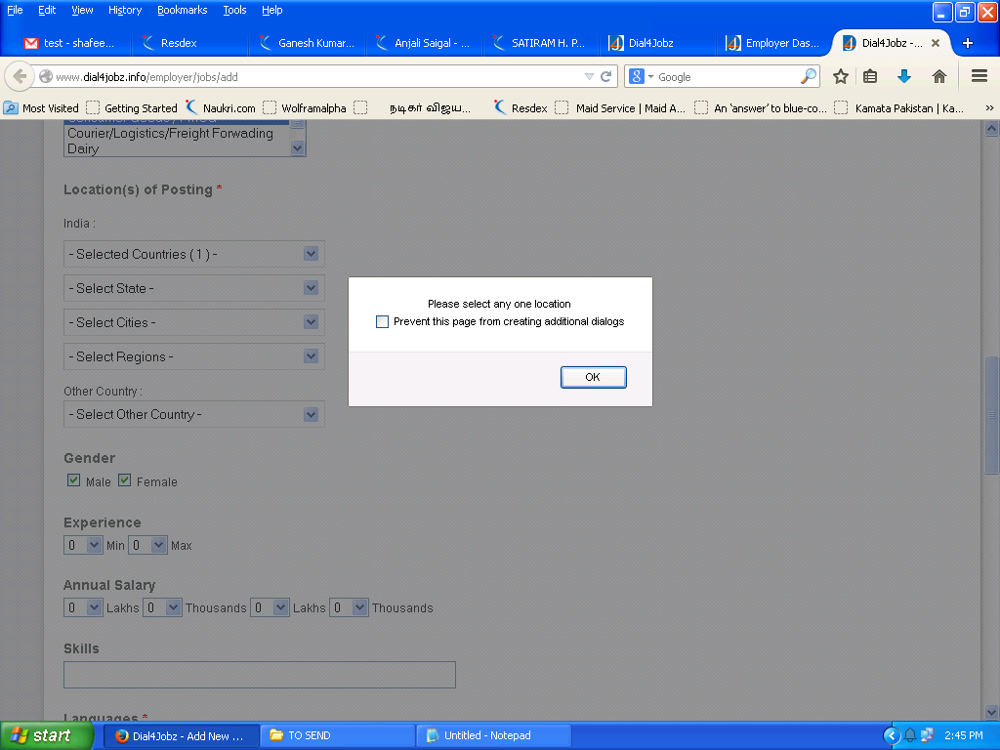 File Edit View History Bookmarks Tools Help
test - shafee... Resdex Ganesh Kumar... Anjali Saigal - ... SATIRAM H. P... Dial4Jobz Employer Das... Dial4Jobz -...
www.dial4jobz.info/employer/jobs/add Google
Most Visited Getting Started Naukri.com Wolframalpha நடிகர் விஜய... Resdex Maid Service | Maid A... An 'answer' to blue-co... Kamata Pakistan | Ka...
Courier/Logistics/Freight Forwading
Dairy
Location(s) of Posting *
India :
- Selected Countries ( 1 ) -
- Select State -
- Select Cities -
- Select Regions -
Other Country :
- Select Other Country -
Please select any one location
Prevent this page from creating additional dialogs
OK
Gender
Male Female
Experience
0 Min 0 Max
Annual Salary
0 Lakhs 0 Thousands 0 Lakhs 0 Thousands
Skills
Languages *
start Dial4Jobz - Add New ... TO SEND Untitled - Notepad 2:45 PM